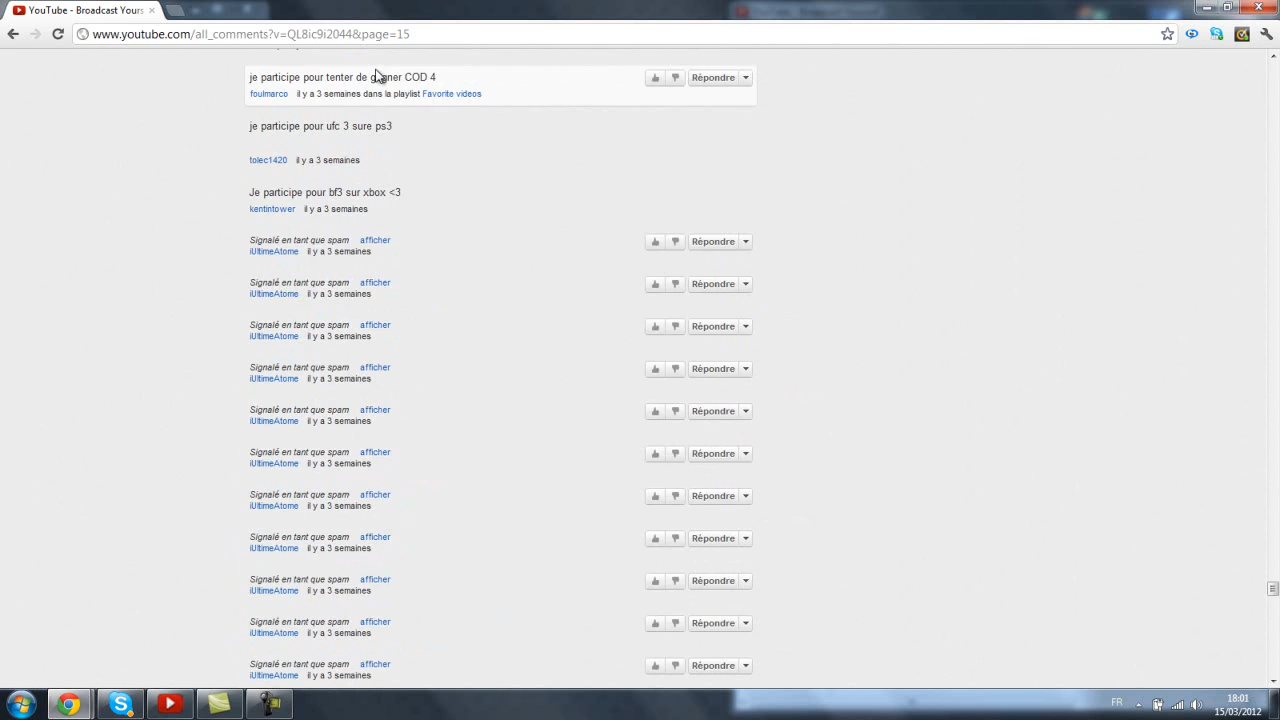 YouTube - Broadcast Yours
www.youtube.com/all_comments?v=QL8ic9i2044&page=15
je participe pour tenter de gagner COD 4
Répondre
foulmarco il y a 3 semaines dans la playlist Favorite videos
je participe pour ufc 3 sure ps3
tolec1420 il y a 3 semaines
Je participe pour bf3 sur xbox <3
kentintower il y a 3 semaines
Signalé en tant que spam afficher
Répondre
iUltimeAtome il y a 3 semaines
Signalé en tant que spam afficher
Répondre
iUltimeAtome il y a 3 semaines
Signalé en tant que spam afficher
Répondre
iUltimeAtome il y a 3 semaines
Signalé en tant que spam afficher
Répondre
iUltimeAtome il y a 3 semaines
Signalé en tant que spam afficher
Répondre
iUltimeAtome il y a 3 semaines
Signalé en tant que spam afficher
Répondre
iUltimeAtome il y a 3 semaines
Signalé en tant que spam afficher
Répondre
iUltimeAtome il y a 3 semaines
Signalé en tant que spam afficher
Répondre
iUltimeAtome il y a 3 semaines
Signalé en tant que spam afficher
Répondre
iUltimeAtome il y a 3 semaines
Signalé en tant que spam afficher
Répondre
iUltimeAtome il y a 3 semaines
Signalé en tant que spam afficher
Répondre
iUltimeAtome il y a 3 semaines
FR
18:01
15/03/2012